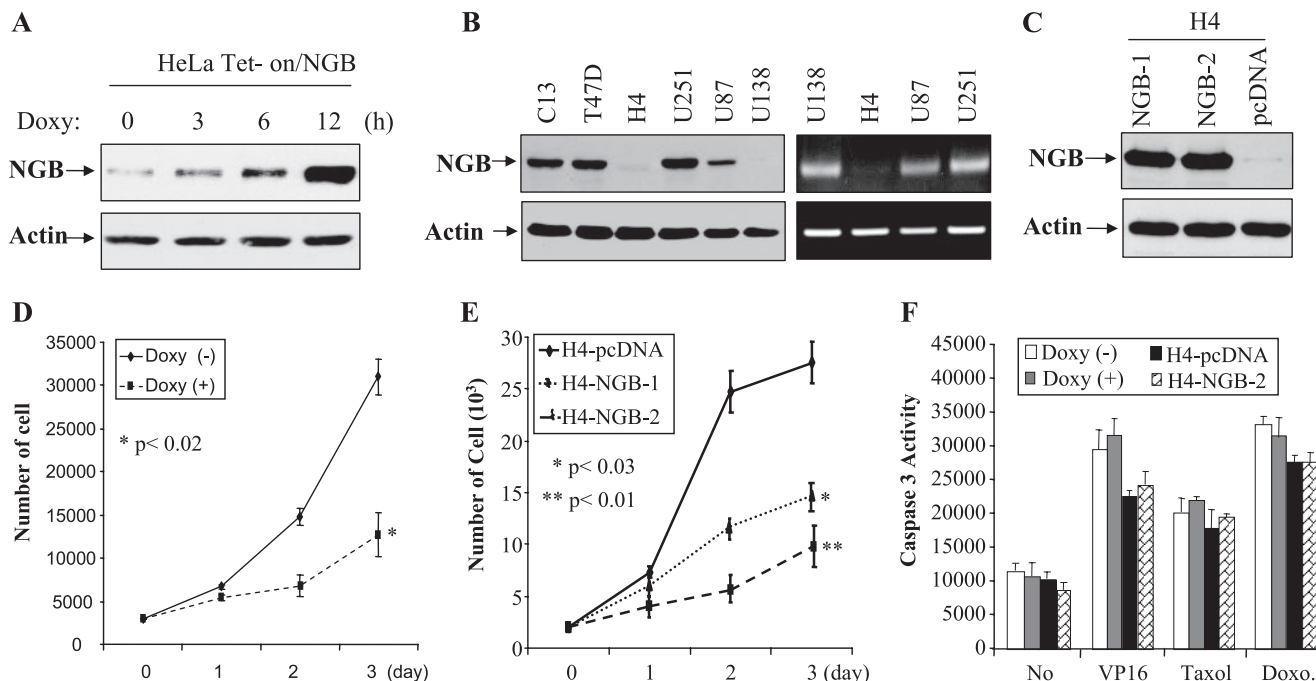 A
HeLa Tet- on/NGB
Doxy: 0 3 6 12 (h)
NGB
Actin
B
C13 T47D H4 U251 U87 U138 U138 H4 U87 U251
NGB
Actin
C
H4
NGB-1 NGB-2 pcDNA
NGB
Actin
D
Number of cell
35000
30000
25000
20000
15000
10000
5000
0
Doxy (-)
Doxy (+)
* p< 0.02
*
0 1 2 3 (day)
E
Number of Cell (10³)
30
25
20
15
10
5
0
H4-pcDNA
H4-NGB-1
H4-NGB-2
* p< 0.03
** p< 0.01
*
**
0 1 2 3 (day)
F
Caspase 3 Activity
45000
40000
35000
30000
25000
20000
15000
10000
5000
0
Doxy (-) H4-pcDNA
Doxy (+) H4-NGB-2
No VP16 Taxol Doxo.